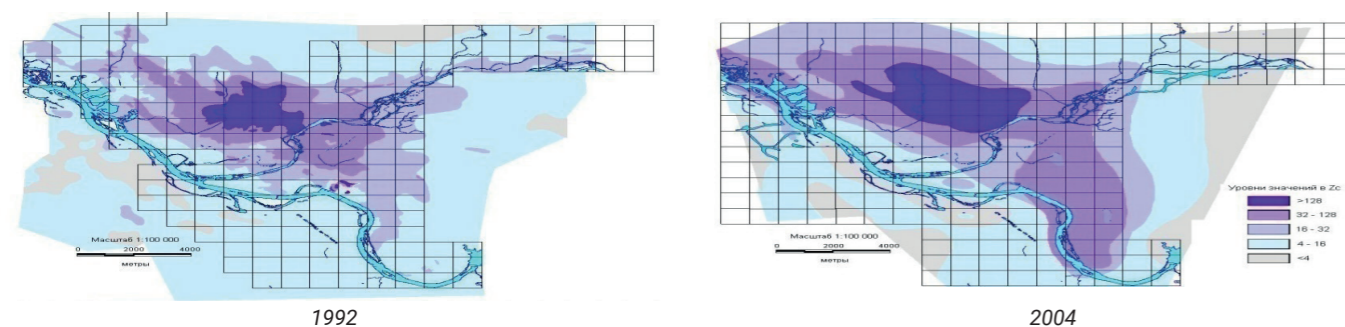 Масштаб 1:100 000
0 2000 4000
метры
1992
Масштаб 1:100 000
0 2000 4000
метры
Уровни значений в Zc
>128
32 - 128
16 - 32
4 - 16
<4
2004